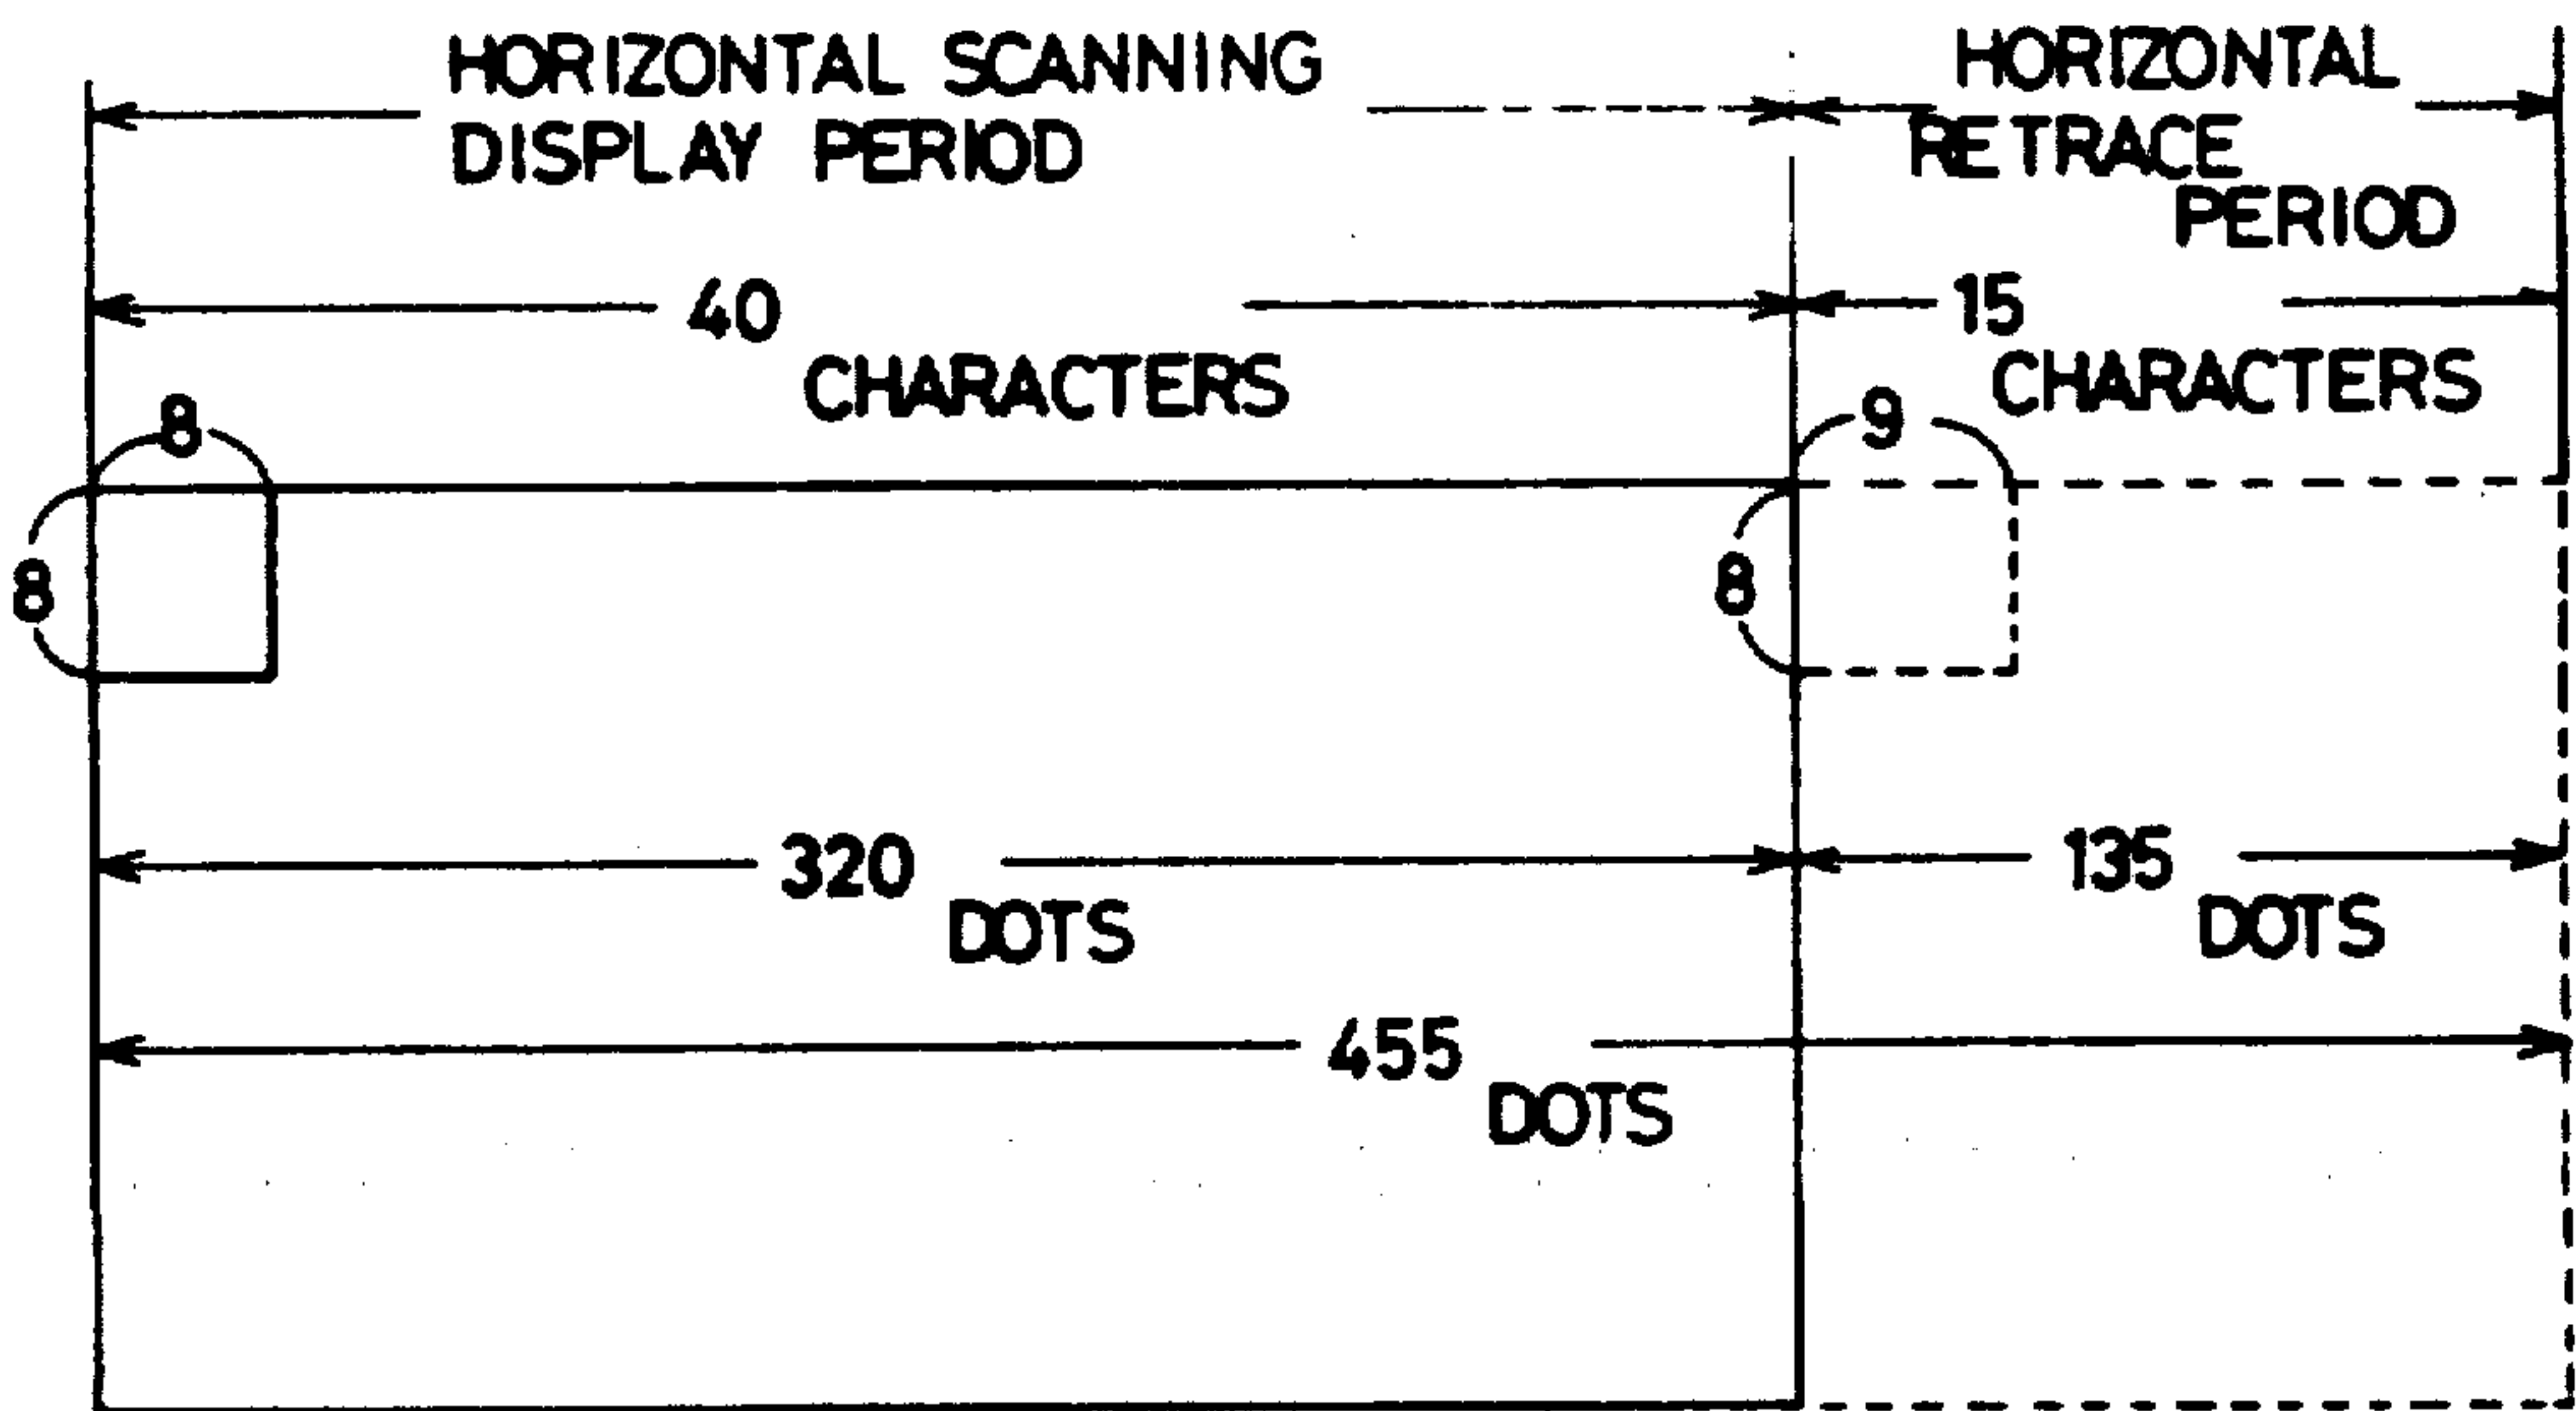 HORIZONTAL SCANNING
DISPLAY PERIOD
HORIZONTAL
RETRACE
PERIOD
40
CHARACTERS
15
CHARACTERS
8
9
8
8
320
DOTS
135
DOTS
455
DOTS